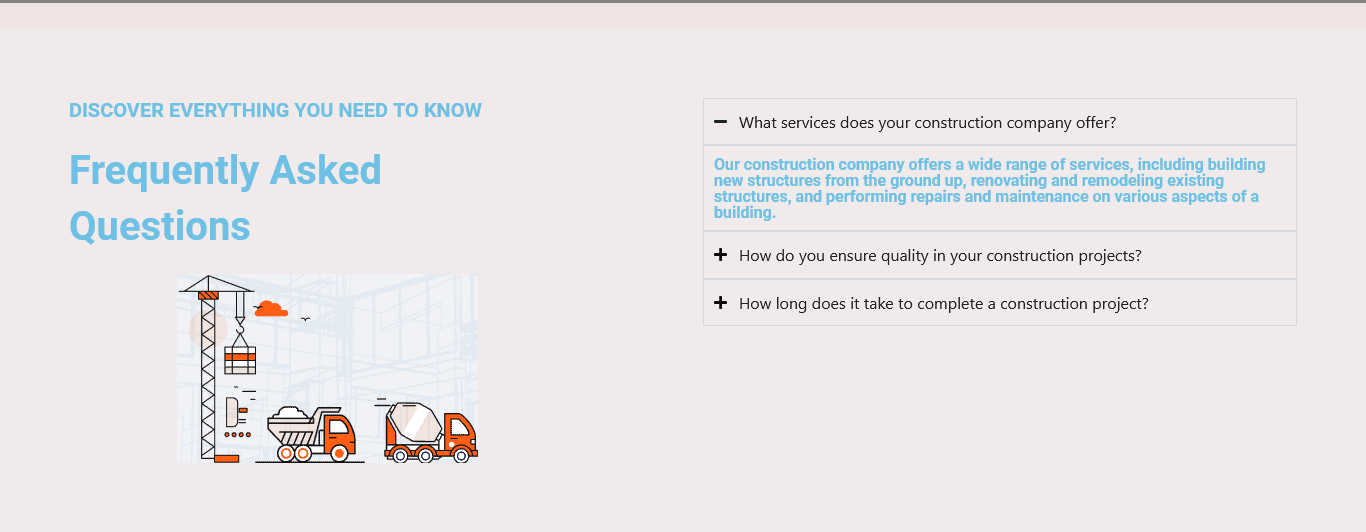 DISCOVER EVERYTHING YOU NEED TO KNOW
Frequently Asked
Questions
What services does your construction company offer?
Our construction company offers a wide range of services, including building
new structures from the ground up, renovating and remodeling existing
structures, and performing repairs and maintenance on various aspects of a
building.
How do you ensure quality in your construction projects?
How long does it take to complete a construction project?